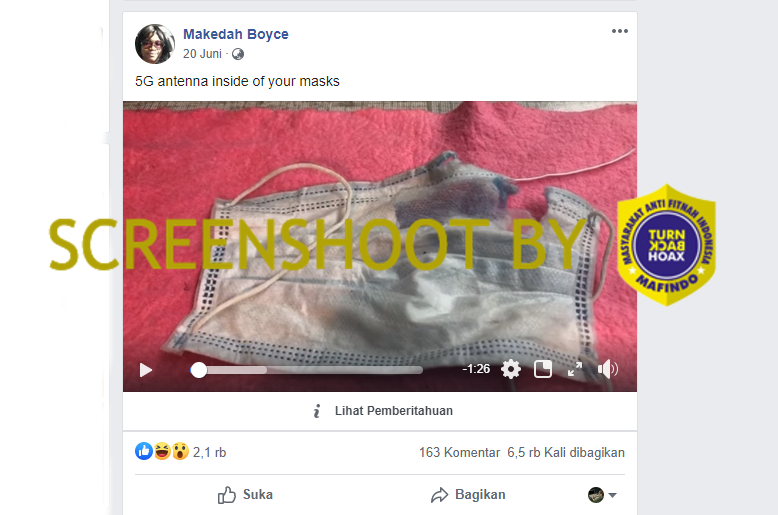 Makedah Boyce
20 Juni
5G antenna inside of your masks
SCREENSHOOT BY
MASYARAKAT ANTI FITNAH INDONESIA
TURN
BACK
HOAX
MAFINDO
-1:26
Lihat Pemberitahuan
2,1 rb
163 Komentar 6,5 rb Kali dibagikan
Suka
Bagikan